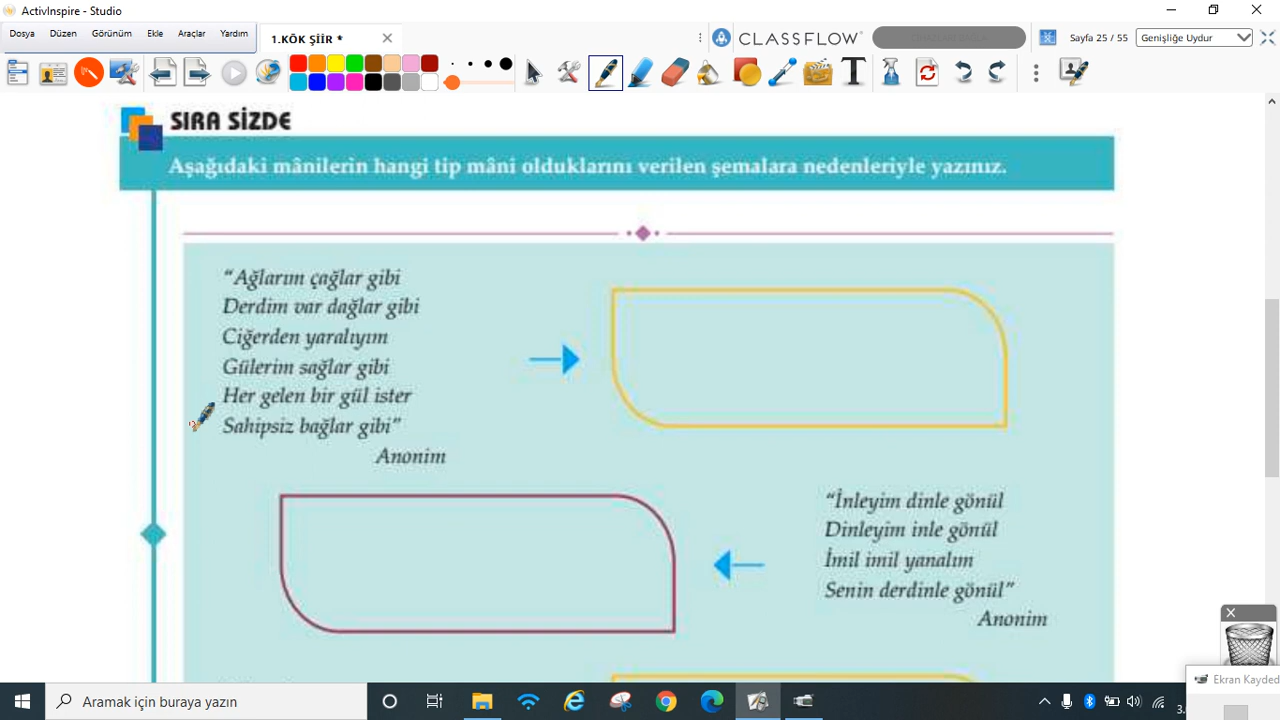 ActivInspire - Studio
Dosya Düzen Görünüm Ekle Araçlar Yardım
1.KÖK ŞİİR *
CLASSFLOW
Sayfa 25 / 55
Genişliğe Uydur
T
SIRA SİZDE
Aşağıdaki mânilerin hangi tip mâni olduklarını verilen şemalara nedenleriyle yazınız.
“Ağlarım çağlar gibi
Derdim var dağlar gibi
Ciğerden yaralıyım
Gülerim sağlar gibi
Her gelen bir gül ister
Sahipsiz bağlar gibi”
Anonim
“İnleyim dinle gönül
Dinleyim inle gönül
İmil imil yanalım
Senin derdinle gönül”
Anonim
Ekran Kayded
Aramak için buraya yazın